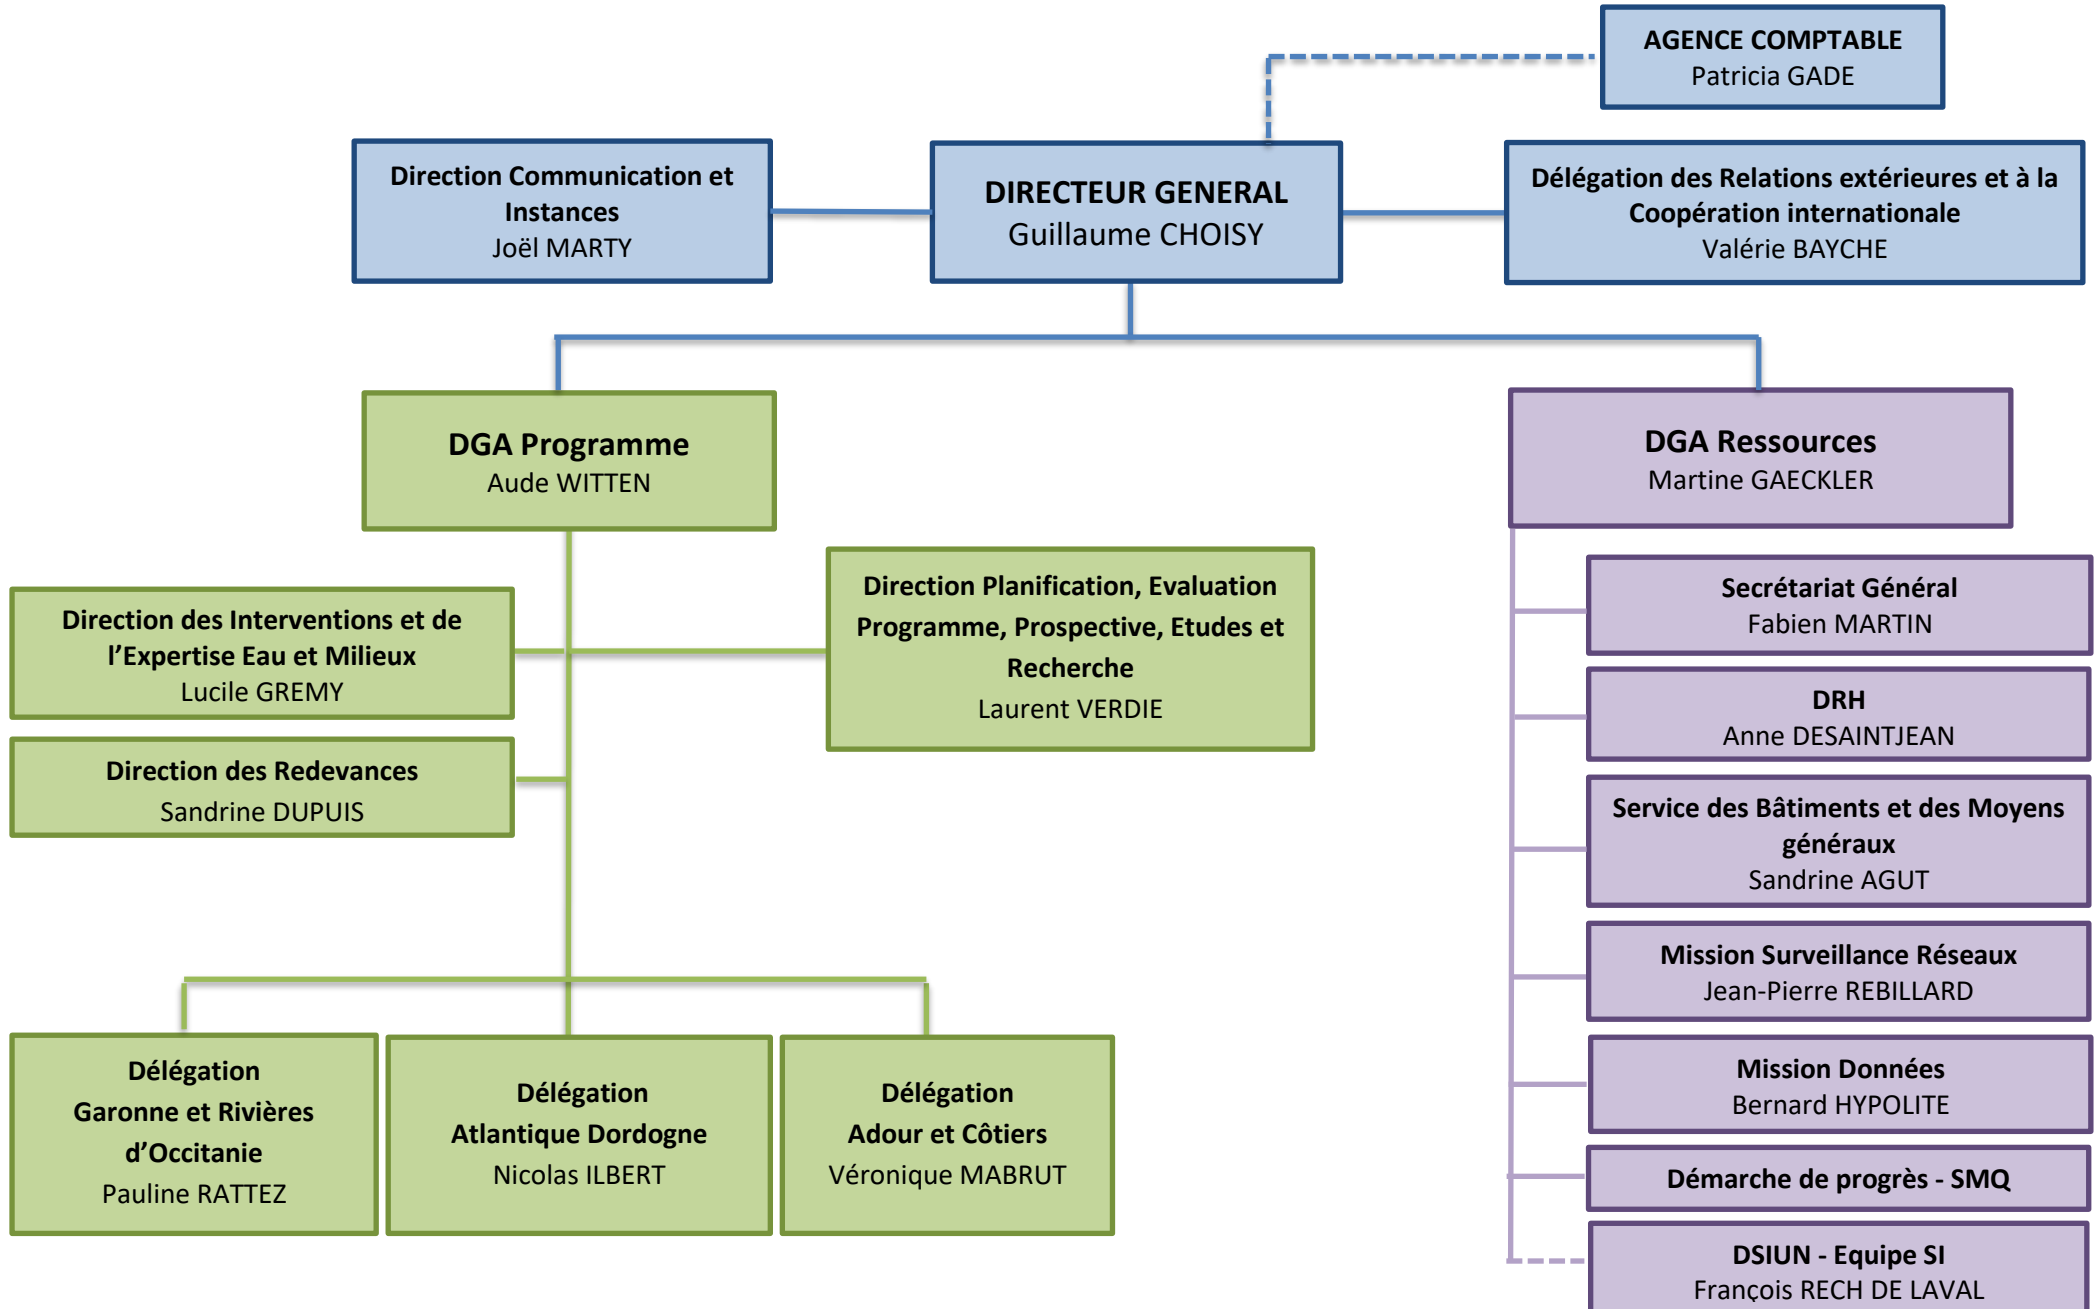 AGENCE COMPTABLE
Patricia GADE
Direction Communication et
Instances
Joël MARTY
DIRECTEUR GENERAL
Guillaume CHOISY
Délégation des Relations extérieures et à la
Coopération internationale
Valérie BAYCHE
DGA Programme
Aude WITTEN
DGA Ressources
Martine GAECKLER
Direction des Interventions et de
l’Expertise Eau et Milieux
Lucile GREMY
Direction Planification, Evaluation
Programme, Prospective, Etudes et
Recherche
Laurent VERDIE
Direction des Redevances
Sandrine DUPUIS
Délégation
Garonne et Rivières
d’Occitanie
Pauline RATTEZ
Délégation
Atlantique Dordogne
Nicolas ILBERT
Délégation
Adour et Côtiers
Véronique MABRUT
Secrétariat Général
Fabien MARTIN
DRH
Anne DESAINTJEAN
Service des Bâtiments et des Moyens
généraux
Sandrine AGUT
Mission Surveillance Réseaux
Jean-Pierre REBILLARD
Mission Données
Bernard HYPOLITE
Démarche de progrès - SMQ
DSIUN - Equipe SI
François RECH DE LAVAL